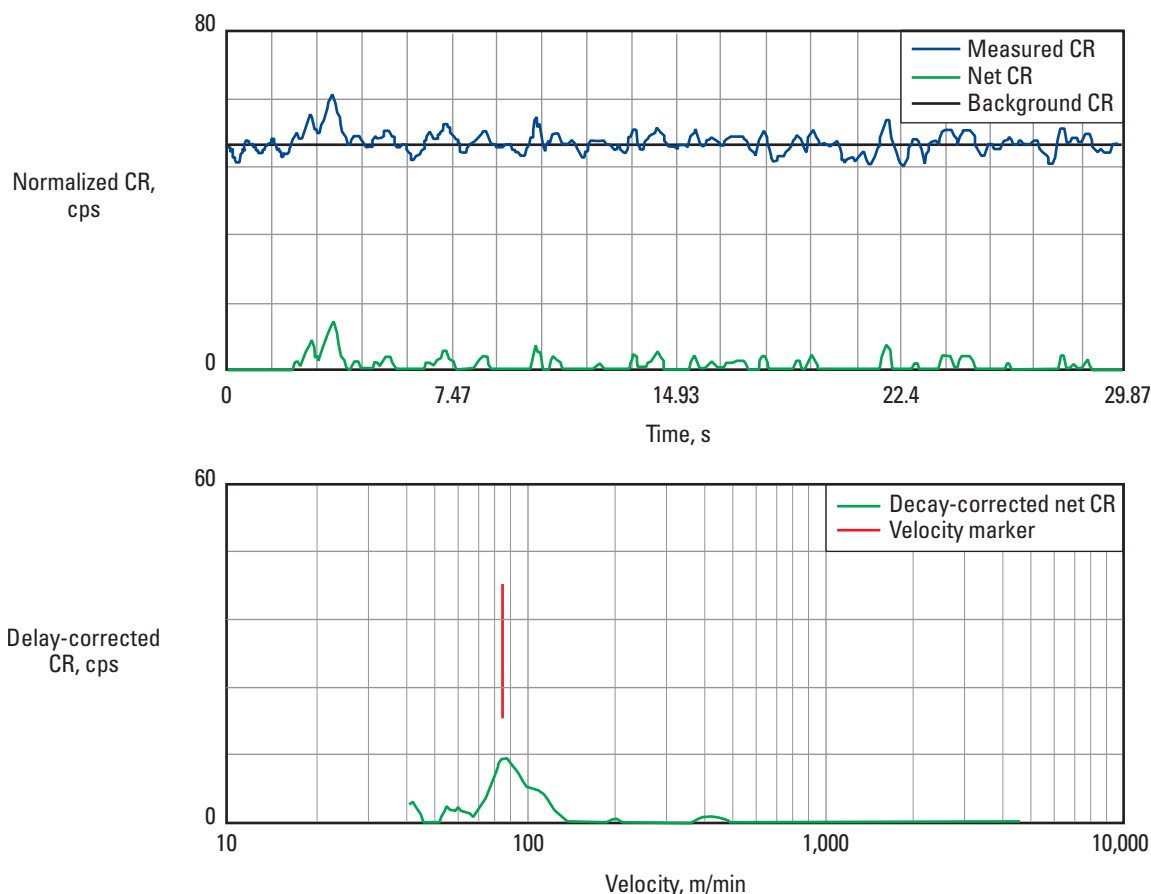 80
Measured CR
Net CR
Background CR
Normalized CR,
cps
0
0
7.47
14.93
22.4
29.87
Time, s
60
Decay-corrected net CR
Velocity marker
Delay-corrected
CR, cps
0
10
100
1,000
10,000
Velocity, m/min